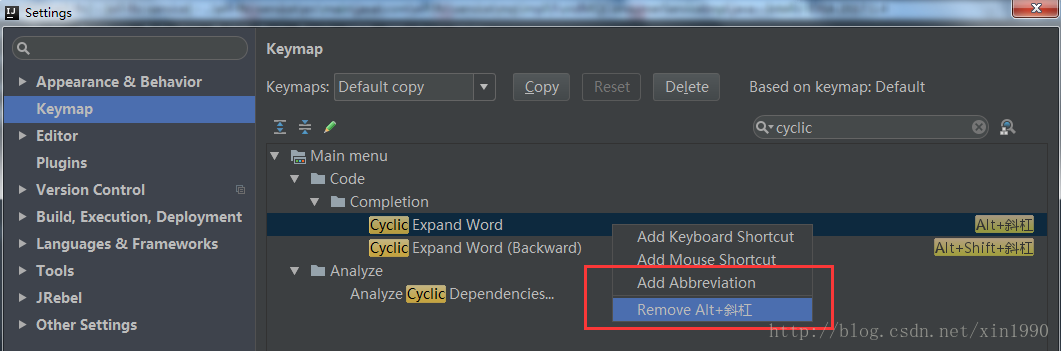 Settings
Keymap
Appearance & Behavior
Keymaps: Default copy Copy Reset Delete Based on keymap: Default
Keymap
Editor
cyclic
Plugins
Main menu
Version Control
Code
Build, Execution, Deployment
Completion
Languages & Frameworks
Cyclic Expand Word Alt+斜杠
Tools
Add Keyboard Shortcut
Cyclic Expand Word (Backward) Alt+Shift+斜杠
Add Mouse Shortcut
JRebel
Analyze
Add Abbreviation
Other Settings
Analyze Cyclic Dependencies...
Remove Alt+斜杠
http://blog.csdn.net/xin1990